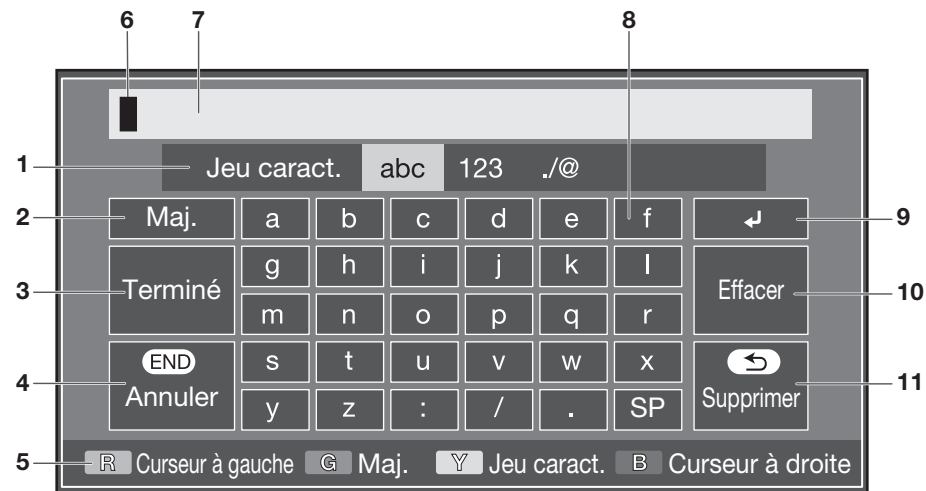 6 7 8
1 Jeu caract. abc 123 ./@
2 Maj. a b c d e f ↲ 9
g h i j k l
3 Terminé Effacer 10
m n o p q r
END s t u v w x
4 Annuler Supprimer 11
y z : / . SP
5 R Curseur à gauche G Maj. Y Jeu caract. B Curseur à droite